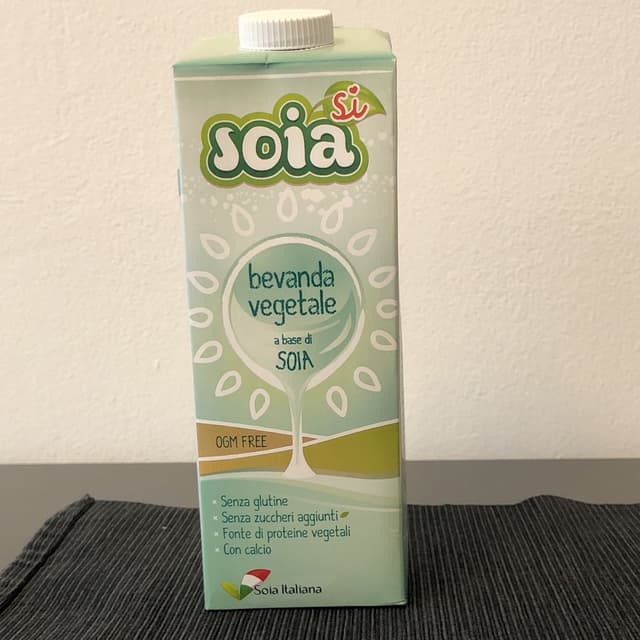 Sì
soia
bevanda
vegetale
a base di
SOIA
OGM FREE
Senza glutine
Senza zuccheri aggiunti
Fonte di proteine vegetali
Con calcio
Soia Italiana